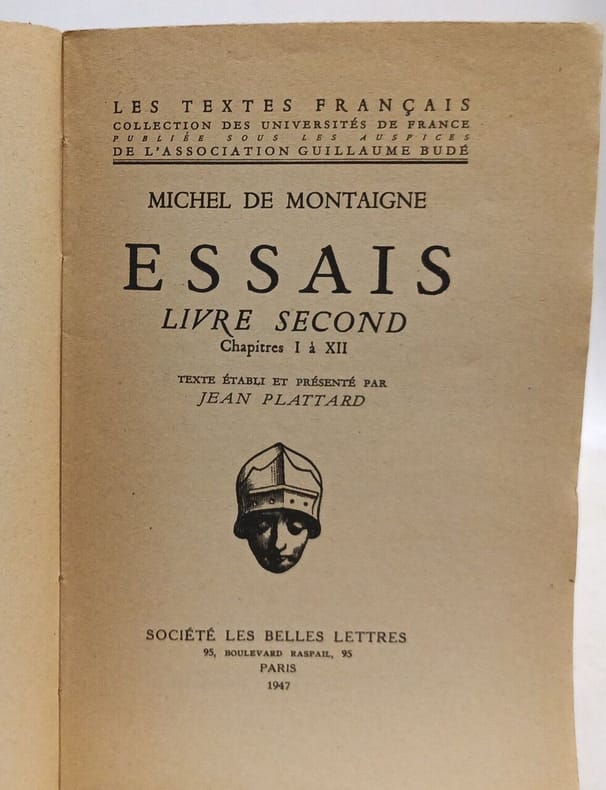 LES TEXTES FRANÇAIS
COLLECTION DES UNIVERSITÉS DE FRANCE
PUBLIÉE SOUS LES AUSPICES
DE L'ASSOCIATION GUILLAUME BUDÉ
MICHEL DE MONTAIGNE
ESSAIS
LIVRE SECOND
Chapitres I à XII
TEXTE ÉTABLI ET PRÉSENTÉ PAR
JEAN PLATTARD
SOCIÉTÉ LES BELLES LETTRES
95, BOULEVARD RASPAIL, 95
PARIS
1947